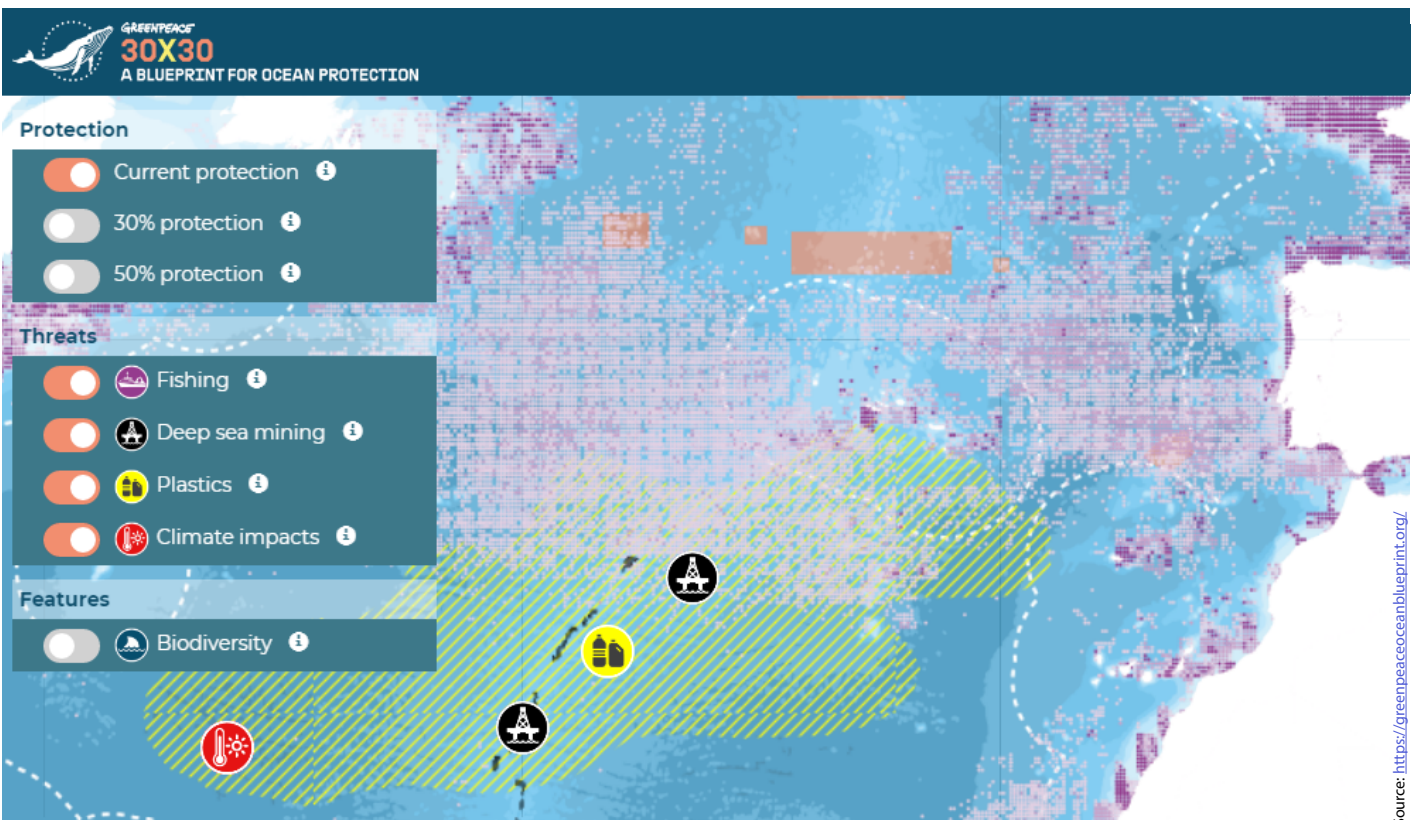 GREENPEACE
30X30
A BLUEPRINT FOR OCEAN PROTECTION
Protection
Current protection
30% protection
50% protection
Threats
Fishing
Deep sea mining
Plastics
Climate impacts
Features
Biodiversity
Source: https://greenpeaceoceanblueprint.org/